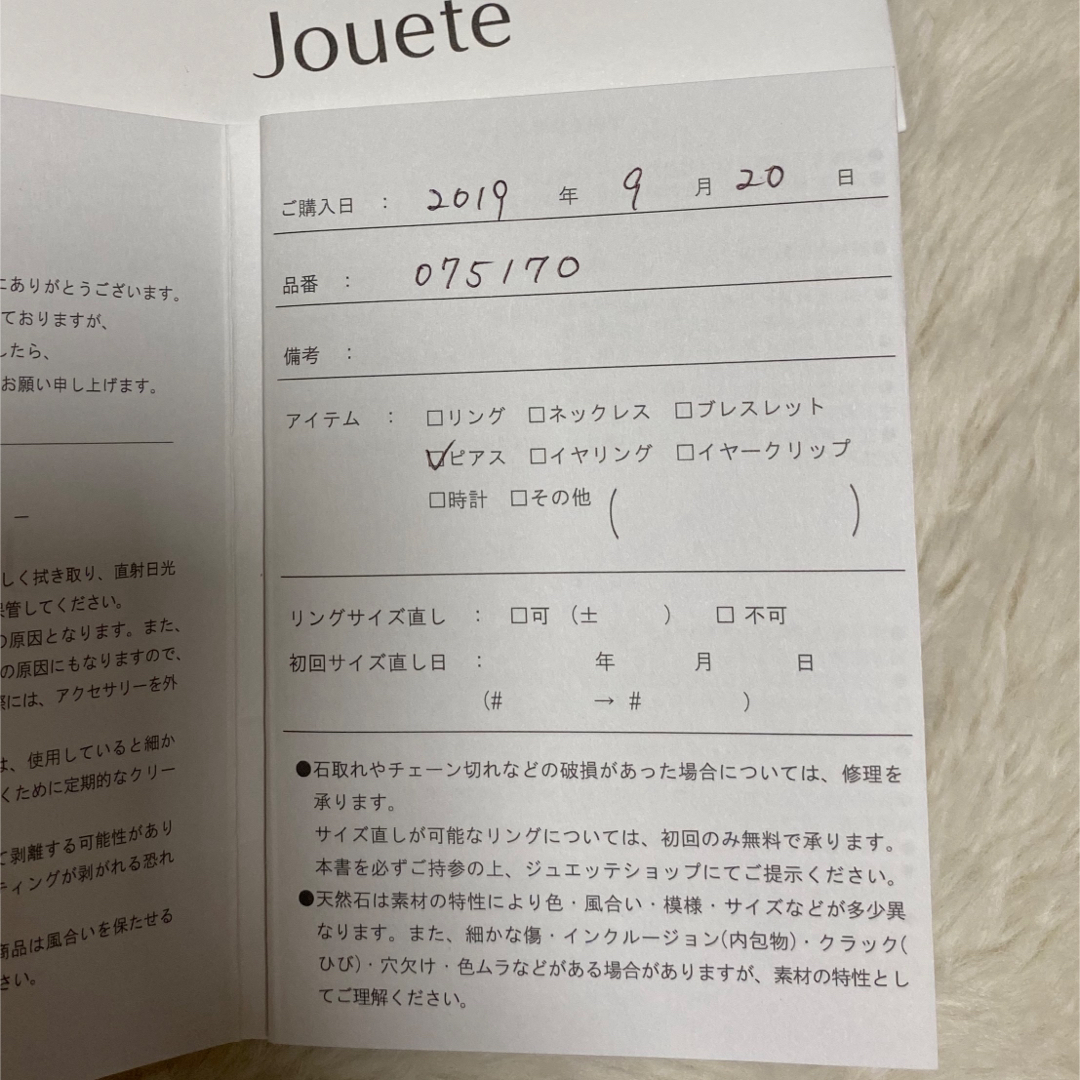 Jouete
にありがとうございます。
ておりますが、
したら、
お願い申し上げます。
しく拭き取り、直射日光
保管してください。
の原因となります。また、
の原因にもなりますので、
際には、アクセサリーを外
は、使用していると細か
くために定期的なクリー
て剥離する可能性があり
ティングが剥がれる恐れ
商品は風合いを保たせる
さい。
ご購入日 : 2019 年 9 月 20 日
品番 : 075170
備考 :
アイテム : □リング □ネックレス □ブレスレット
☑ピアス □イヤリング □イヤークリップ
□時計 □その他 ( )
リングサイズ直し : □可 (± ) □ 不可
初回サイズ直し日 : 年 月 日
(# → # )
●石取れやチェーン切れなどの破損があった場合については、修理を
承ります。
サイズ直しが可能なリングについては、初回のみ無料で承ります。
本書を必ずご持参の上、ジュエッテショップにてご提示ください。
●天然石は素材の特性により色・風合い・模様・サイズなどが多少異
なります。また、細かな傷・インクルージョン(内包物)・クラック(
ひび)・穴欠け・色ムラなどがある場合がありますが、素材の特性とし
てご理解ください。